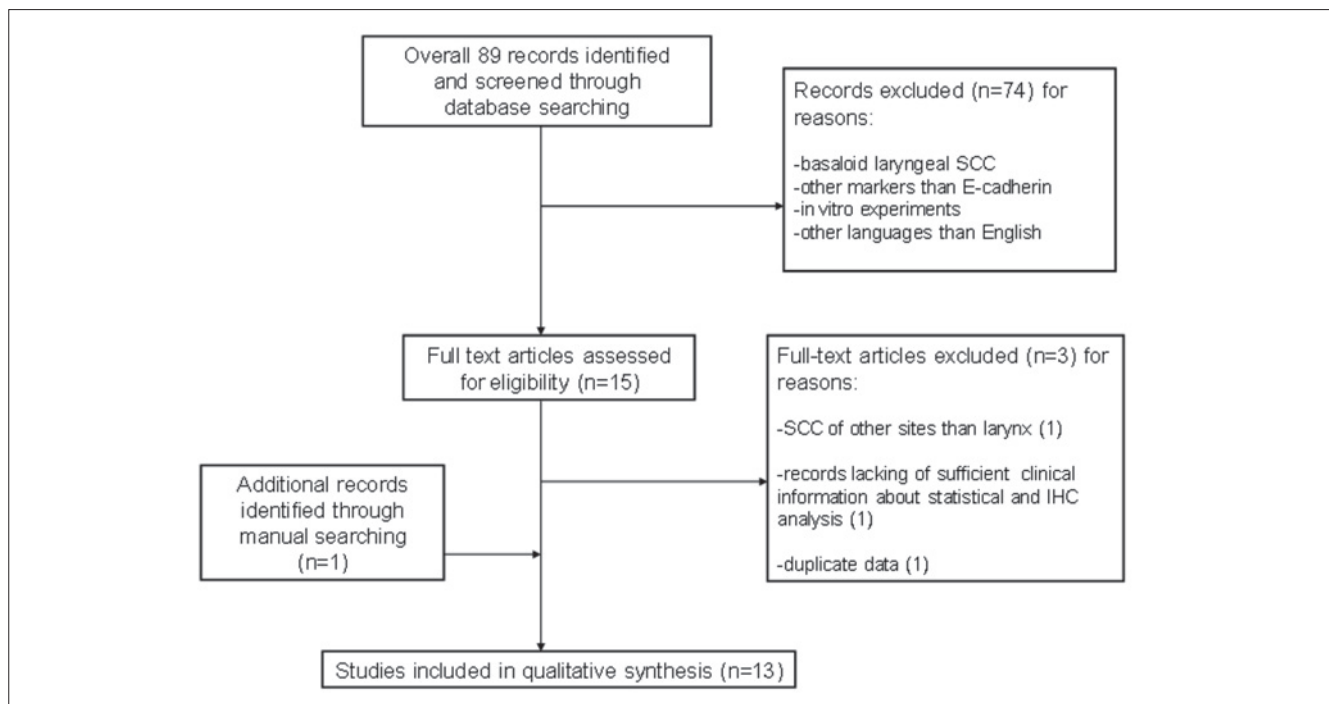 Overall 89 records identified
and screened through
database searching
Records excluded (n=74) for
reasons:
-basaloid laryngeal SCC
-other markers than E-cadherin
-in vitro experiments
-other languages than English
Full text articles assessed
for eligibility (n=15)
Full-text articles excluded (n=3) for
reasons:
-SCC of other sites than larynx (1)
-records lacking of sufficient clinical
information about statistical and IHC
analysis (1)
-duplicate data (1)
Additional records
identified through
manual searching
(n=1)
Studies included in qualitative synthesis (n=13)